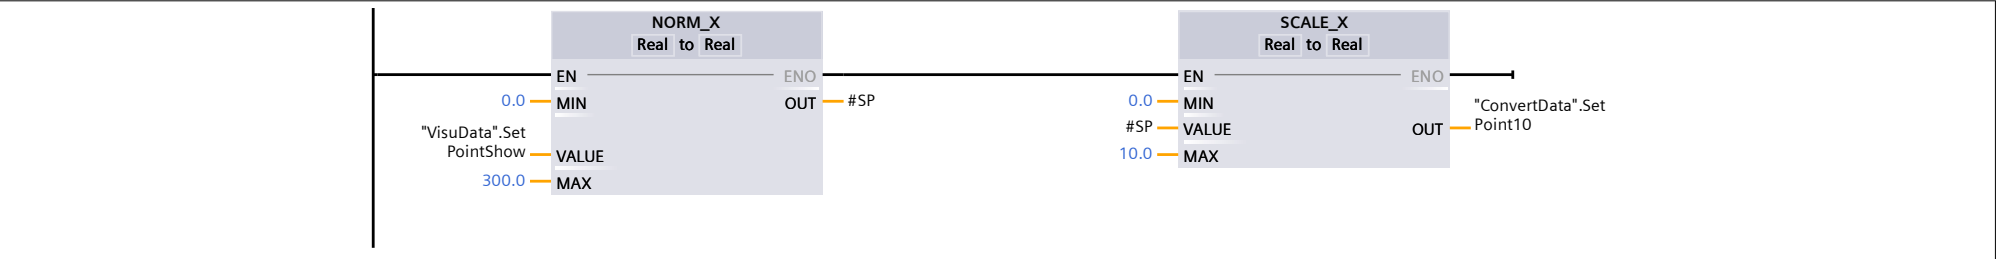 NORM_X
Real to Real
EN ENO
0.0 MIN OUT #SP
"VisuData".Set
PointShow VALUE
300.0 MAX
SCALE_X
Real to Real
EN ENO
0.0 MIN
#SP VALUE OUT
"ConvertData".Set
Point10
10.0 MAX